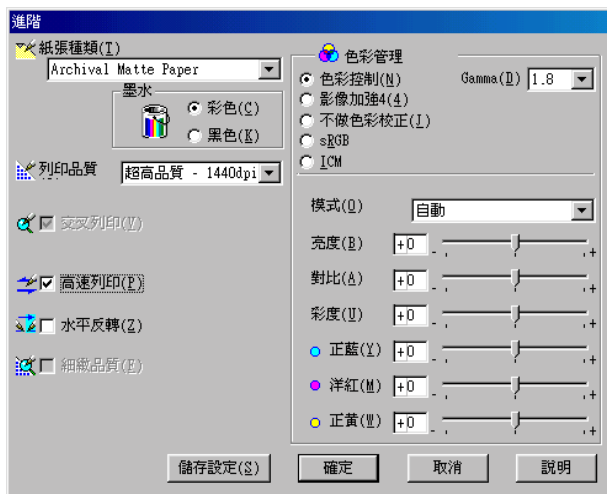 進階
紙張種類(T)
Archival Matte Paper
墨水
彩色(C)
黑色(K)
列印品質
超高品質 - 1440dpi
交叉列印(V)
高速列印(P)
水平反轉(Z)
細緻品質(F)
色彩管理
色彩控制(N)
Gamma(D) 1.8
影像加強4(4)
不做色彩校正(I)
sRGB
ICM
模式(O) 自動
亮度(B) +0 - +
對比(A) +0 - +
彩度(U) +0 - +
正藍(Y) +0 - +
洋紅(M) +0 - +
正黃(W) +0 - +
儲存設定(S) 確定 取消 說明